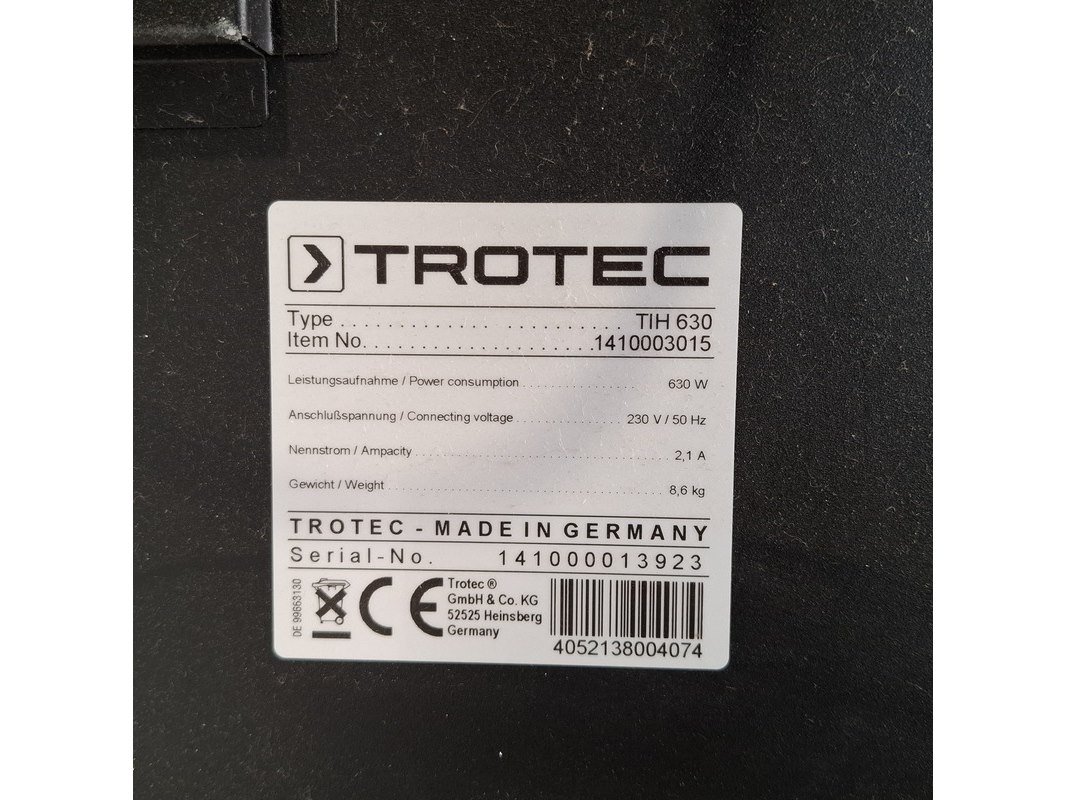 TROTEC
Type . . . . . . . . . . . . . . . . . . . . . . . . TIH 630
Item No. . . . . . . . . . . . . . . . . . . . .1410003015
Leistungsaufnahme / Power consumption . . . . . . . . . . . . . . . . . 630 W
Anschlußspannung / Connecting voltage . . . . . . . . . . . . . . . . 230 V / 50 Hz
Nennstrom / Ampacity . . . . . . . . . . . . . . . . . . . . . . . . . . . . . . . . . . . . 2,1 A
Gewicht / Weight . . . . . . . . . . . . . . . . . . . . . . . . . . . . . . . . . . . . . . . . 8,6 kg
TROTEC - MADE IN GERMANY
Serial-No. 141000013923
DE 99663130
CE
Trotec ®
GmbH & Co. KG
52525 Heinsberg
Germany
4052138004074